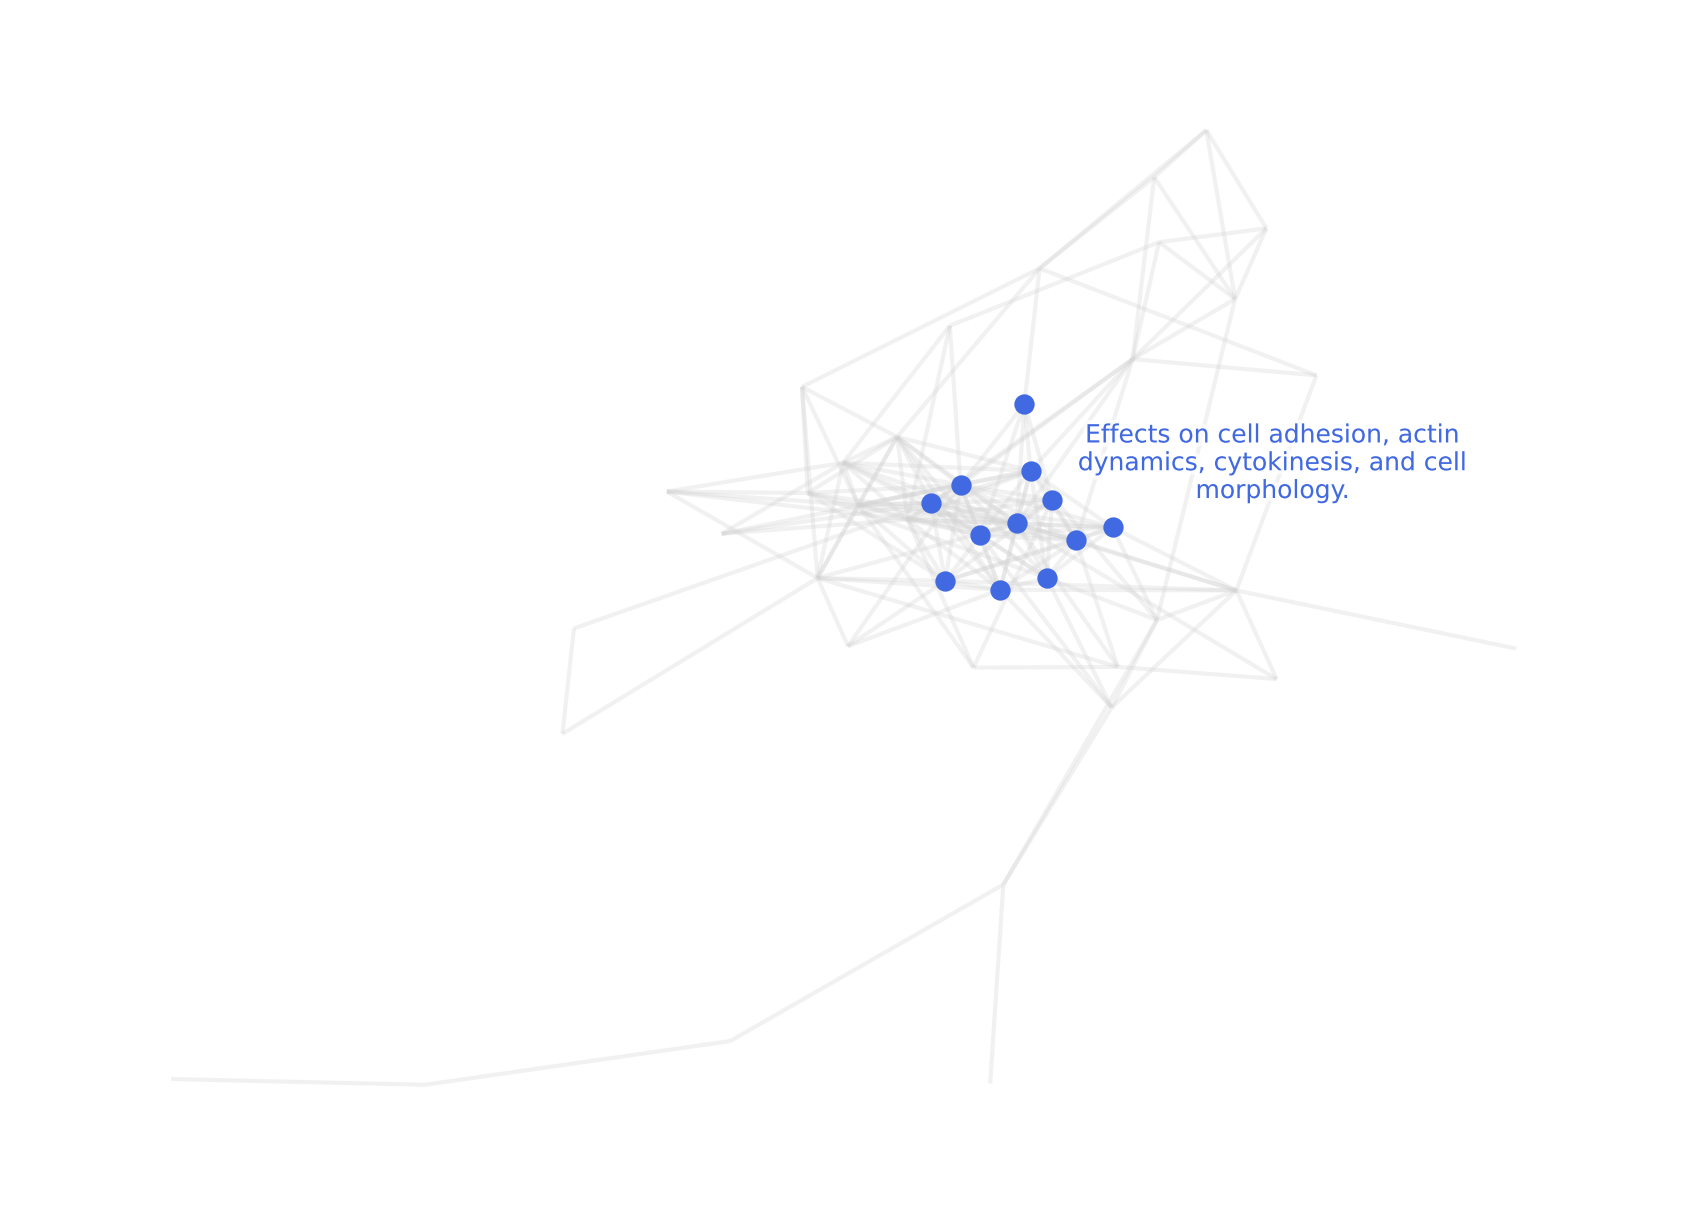 Effects on cell adhesion, actin
dynamics, cytokinesis, and cell
morphology.